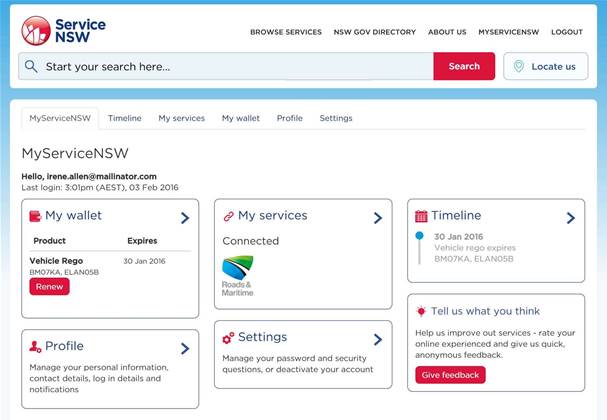 Service
NSW
BROWSE SERVICES
NSW GOV DIRECTORY
ABOUT US
MYSERVICENSW
LOGOUT
Start your search here...
Search
Locate us
MyServiceNSW
Timeline
My services
My wallet
Profile
Settings
MyServiceNSW
Hello, irene.allen@mailinator.com
Last login: 3:01pm (AEST), 03 Feb 2016
My wallet
Product Expires
Vehicle Rego 30 Jan 2016
BM07KA, ELAN05B
Renew
My services
Connected
Roads &
Maritime
Timeline
30 Jan 2016
Vehicle rego expires
BM07KA, ELAN05B
Profile
Manage your personal information,
contact details, log in details and
notifications
Settings
Manage your password and security
questions, or deactivate your account
Tell us what you think
Help us improve out services - rate your
online experienced and give us quick,
anonymous feedback.
Give feedback